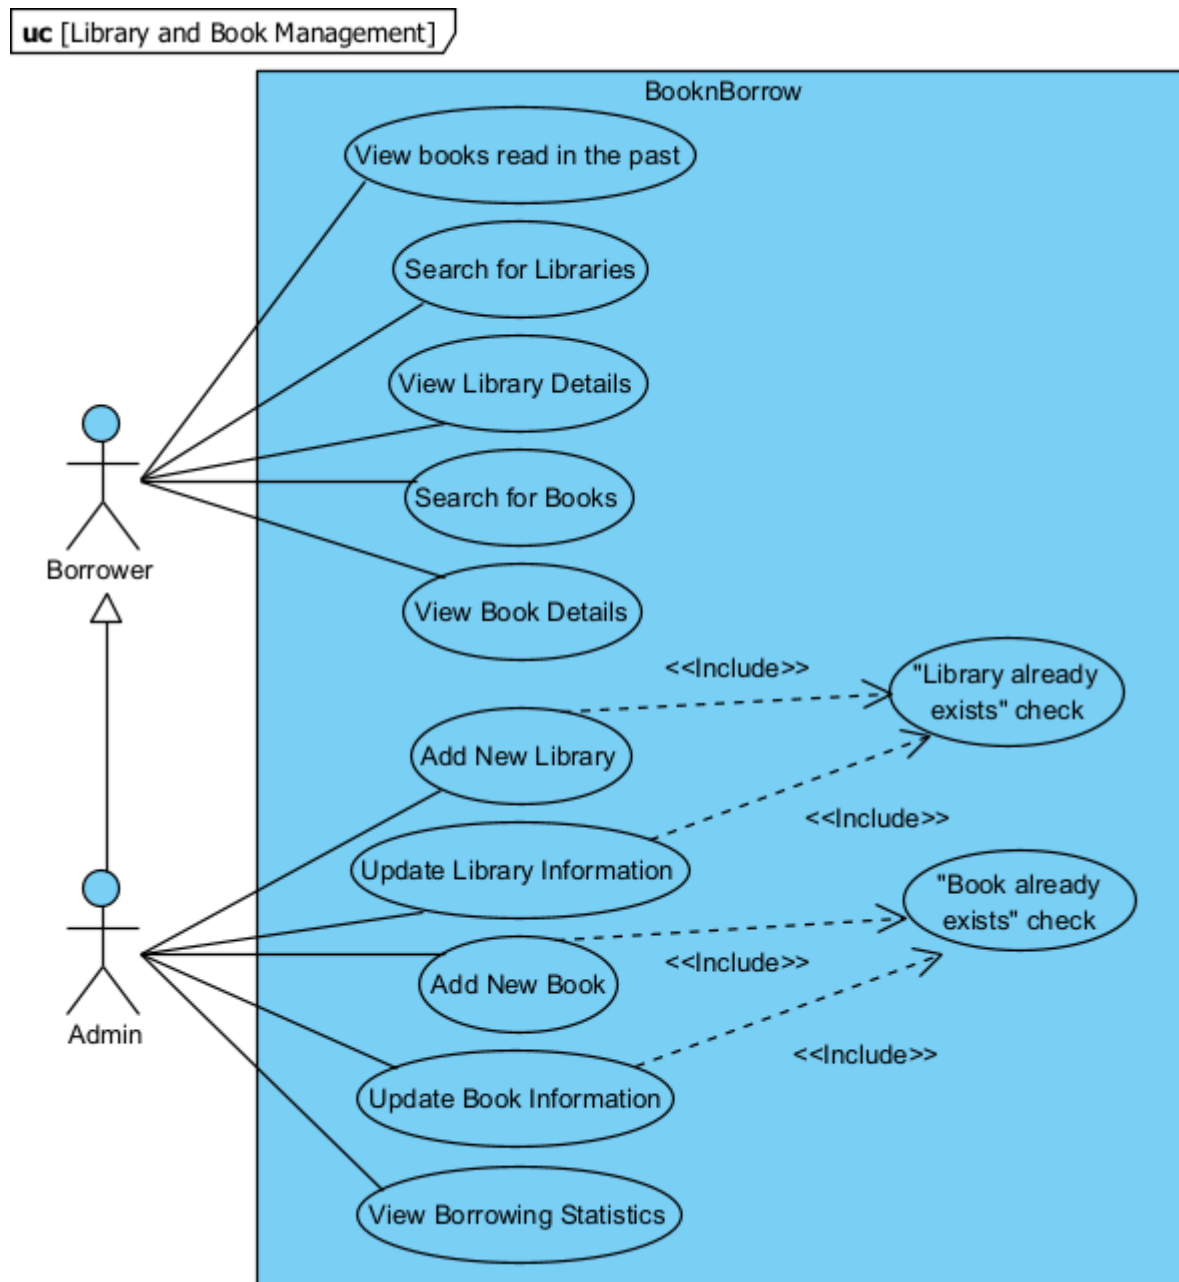 uc [Library and Book Management]
BooknBorrow
View books read in the past
Search for Libraries
View Library Details
Search for Books
Borrower
View Book Details
<<Include>>
"Library already
exists" check
Add New Library
<<Include>>
Update Library Information
"Book already
exists" check
<<Include>>
Add New Book
Admin
<<Include>>
Update Book Information
View Borrowing Statistics